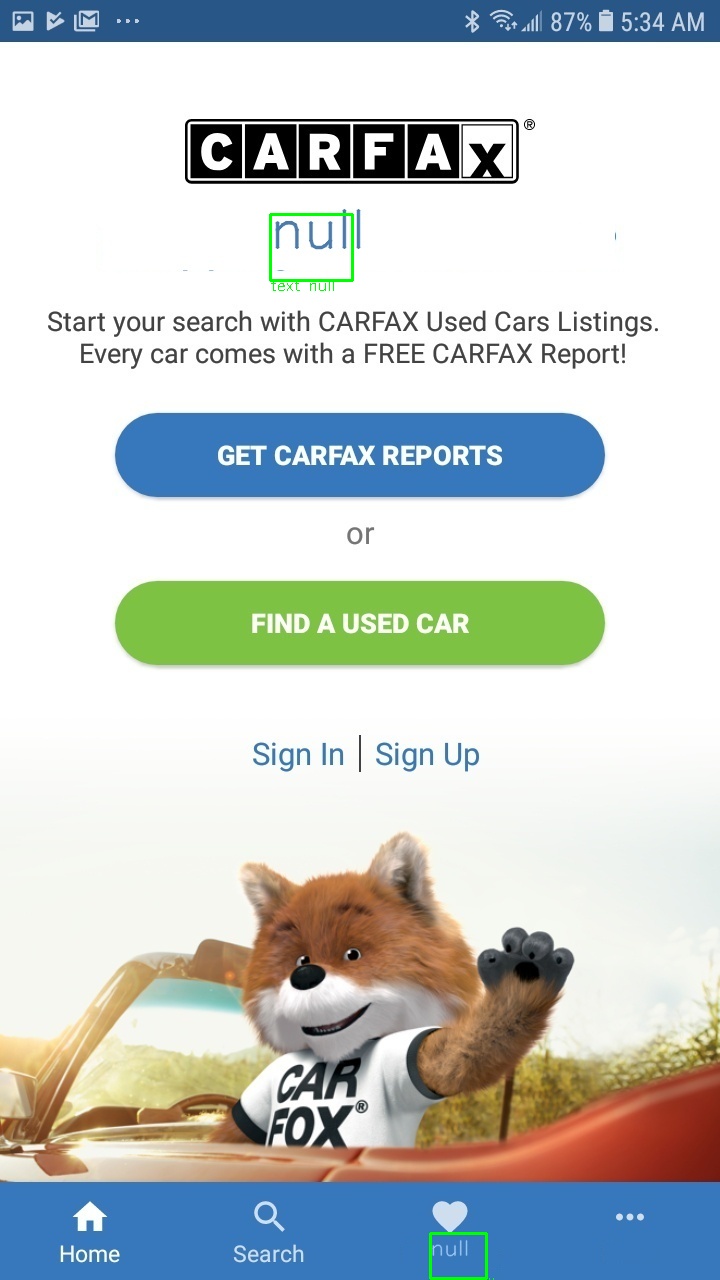 87% 5:34 AM
CARFAX®
null
text null
Start your search with CARFAX Used Cars Listings.
Every car comes with a FREE CARFAX Report!
GET CARFAX REPORTS
or
FIND A USED CAR
Sign In | Sign Up
CAR
FOX®
Home
Search
null